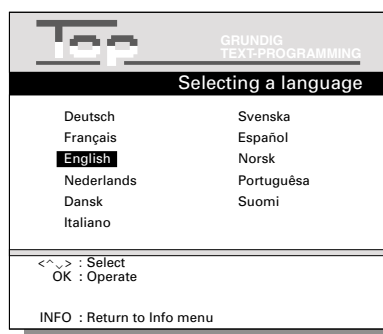 Top
GRUNDIG
TEXT-PROGRAMMING
Selecting a language
Deutsch
Français
English
Nederlands
Dansk
Italiano
Svenska
Español
Norsk
Portuguêsa
Suomi
<^⌄> : Select
OK : Operate
INFO : Return to Info menu